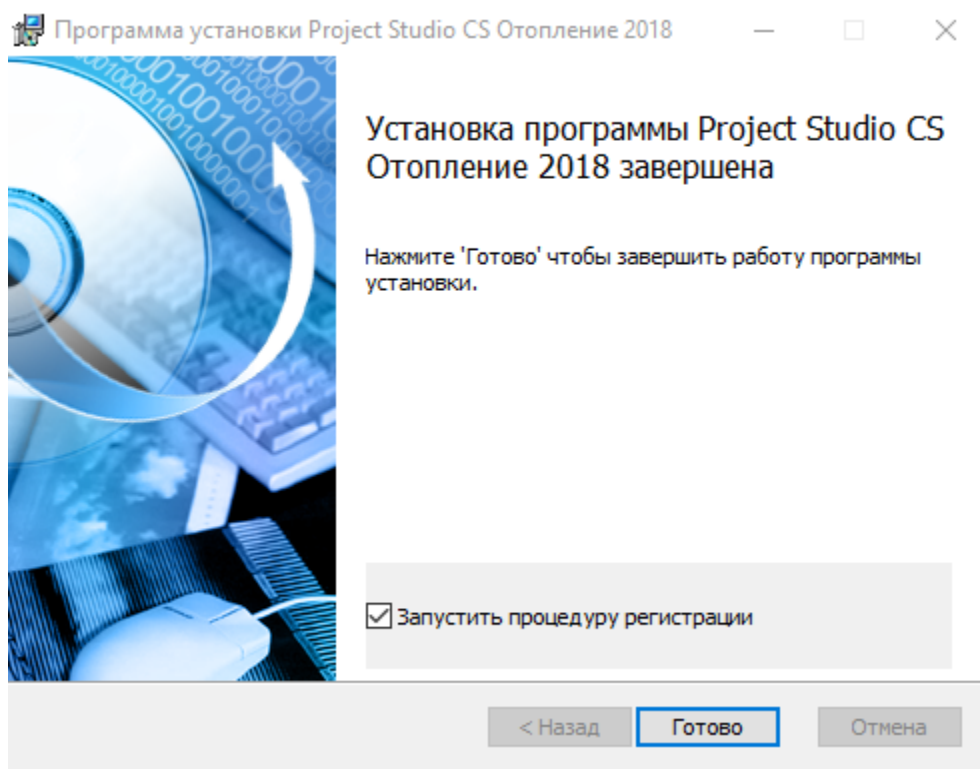 Программа установки Project Studio CS Отопление 2018
Установка программы Project Studio CS
Отопление 2018 завершена
Нажмите 'Готово' чтобы завершить работу программы
установки.
Запустить процедуру регистрации
< Назад
Готово
Отмена